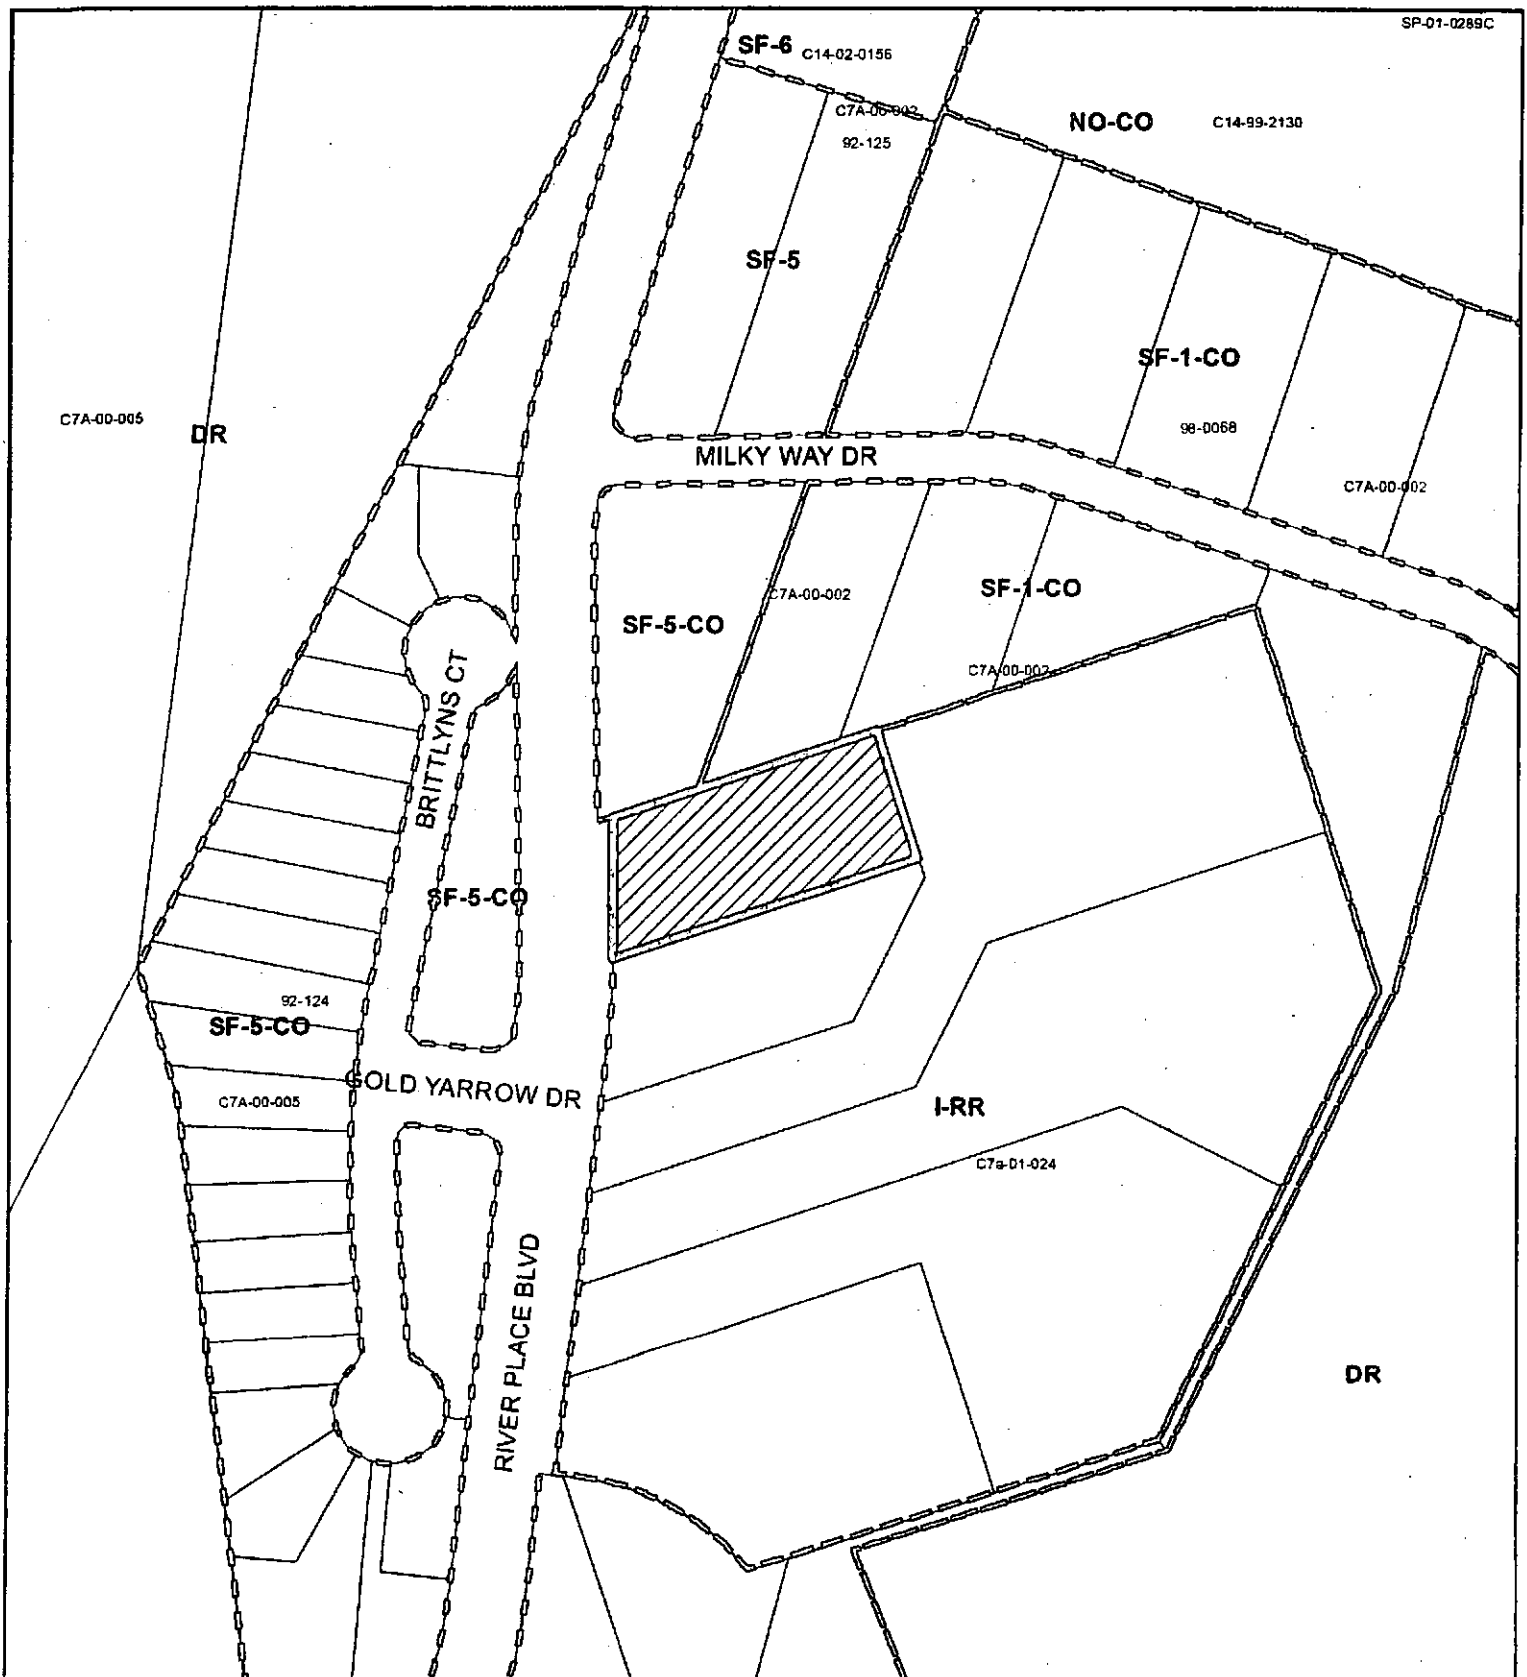 SP-01-0289C
SF-6 C14-02-0156
C7A-00-002
92-125
NO-CO C14-99-2130
SF-5
SF-1-CO
98-0068
C7A-00-005
DR
MILKY WAY DR
C7A-00-002
C7A-00-002
SF-1-CO
SF-5-CO
C7A-00-002
BRITTLYNS CT
SF-5-CO
92-124
SF-5-CO
GOLD YARROW DR
C7A-00-005
I-RR
C7a-01-024
RIVER PLACE BLVD
DR